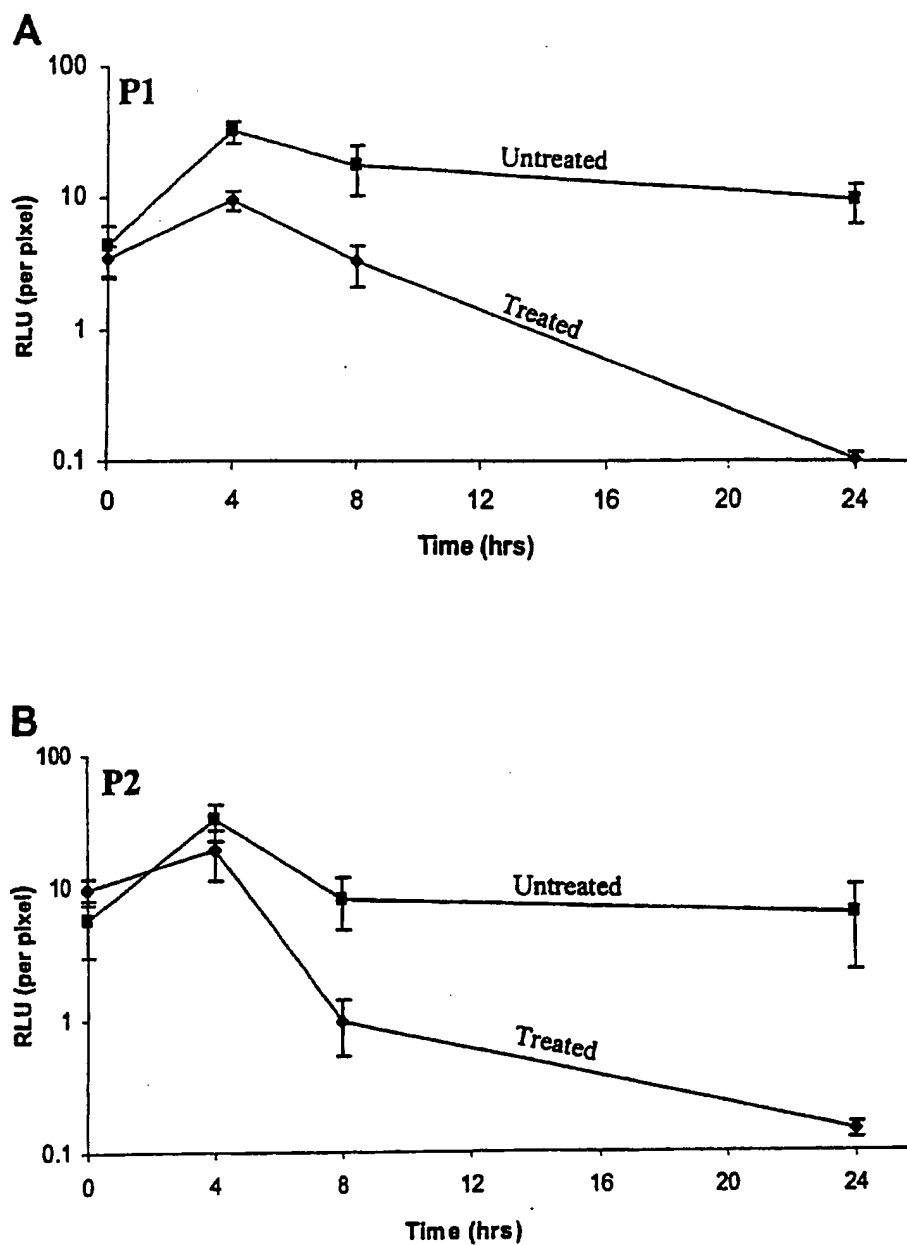 A
P1
100
10
1
0.1
RLU (per pixel)
Untreated
Treated
0 4 8 12 16 20 24
Time (hrs)
B
P2
100
10
1
0.1
RLU (per pixel)
Untreated
Treated
0 4 8 12 16 20 24
Time (hrs)